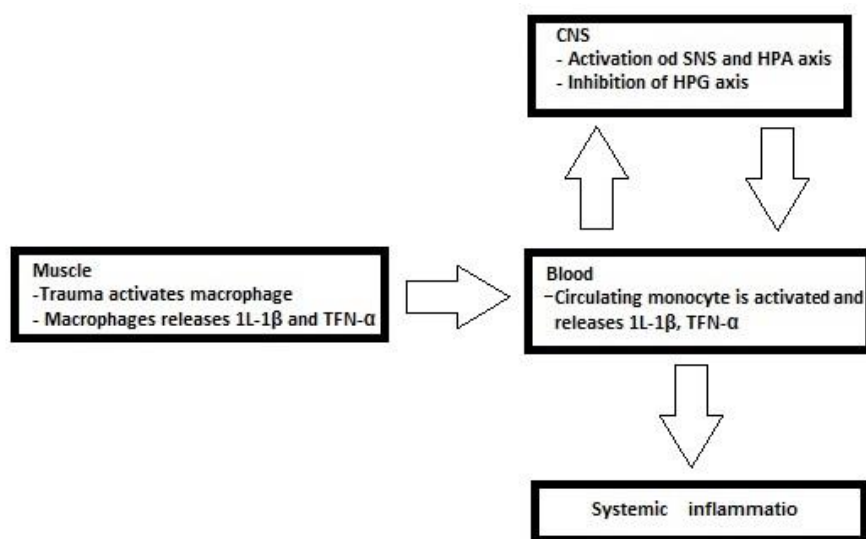 CNS
- Activation od SNS and HPA axis
- Inhibition of HPG axis
Muscle
-Trauma activates macrophage
- Macrophages releases 1L-1β and TFN-α
Blood
-Circulating monocyte is activated and
releases 1L-1β, TFN-α
Systemic inflammatio